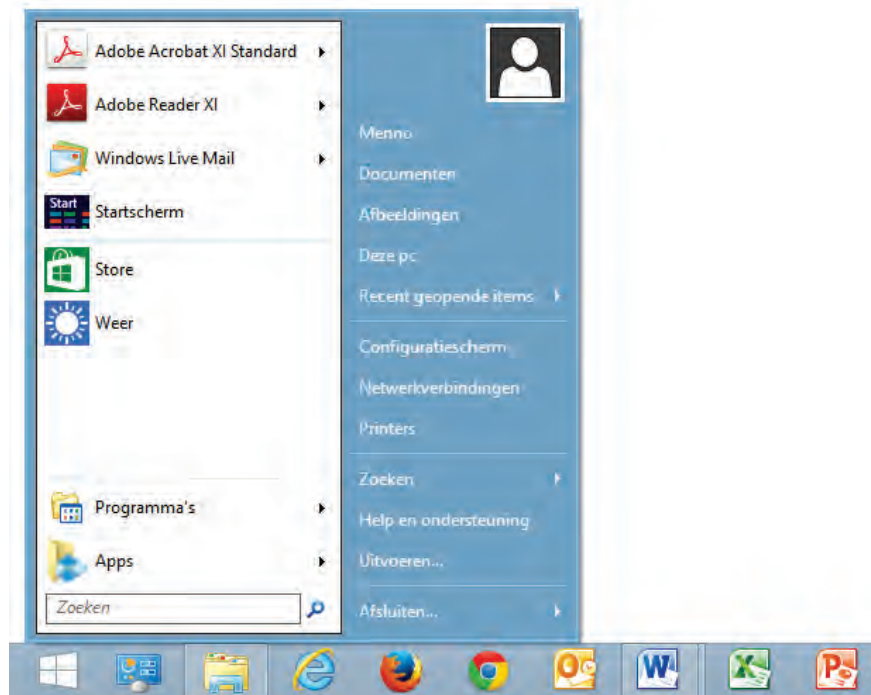 Adobe Acrobat XI Standard
Adobe Reader XI
Windows Live Mail
Start
Startscherm
Store
Weer
Programma's
Apps
Zoeken
Menno
Documenten
Afbeeldingen
Deze pc
Recent geopende items
Configuratiescherm
Netwerkverbindingen
Printers
Zoeken
Help en ondersteuning
Uitvoeren...
Afsluiten...